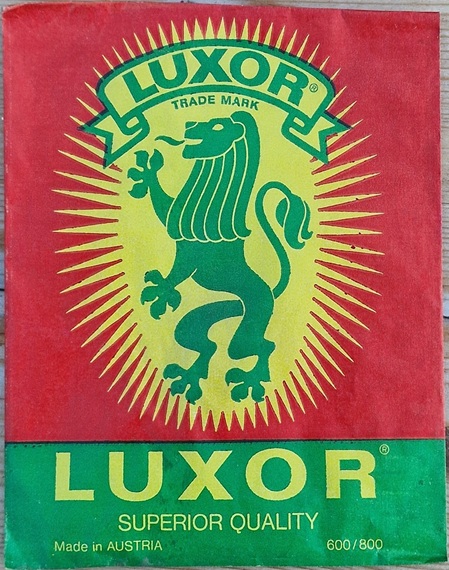 LUXOR®
TRADE MARK
LUXOR®
SUPERIOR QUALITY
Made in AUSTRIA 600/800